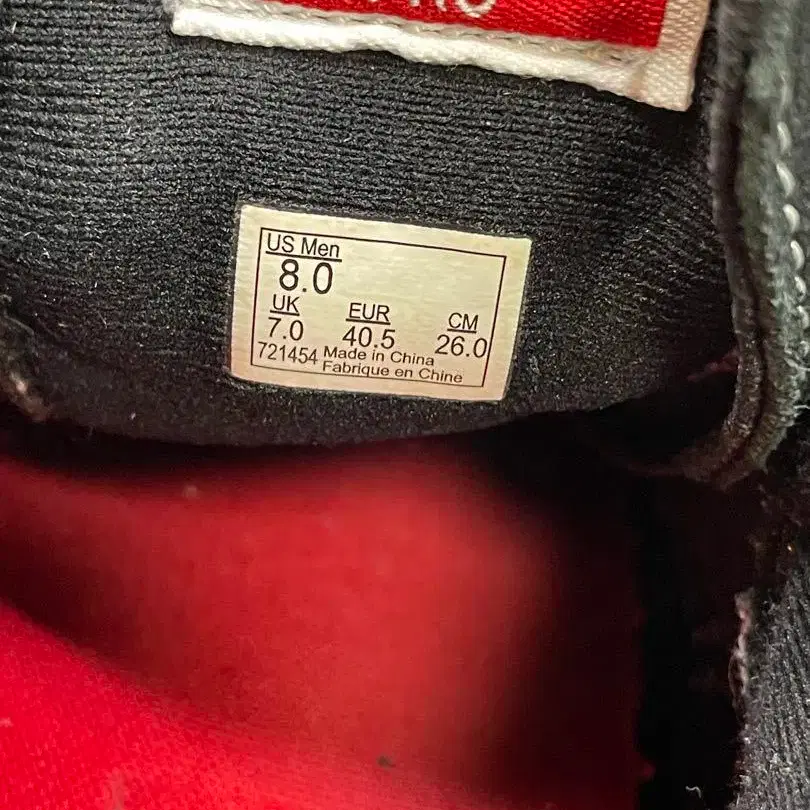 US Men
8.0
UK EUR CM
7.0 40.5 26.0
721454 Made in China
Fabrique en Chine